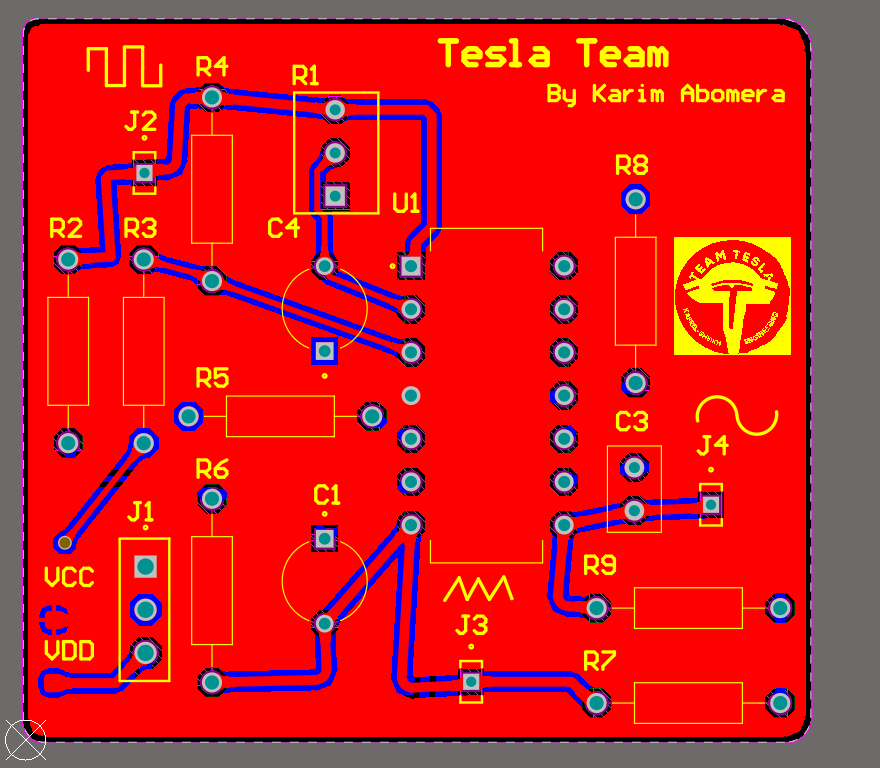 Tesla Team
By Karim Abomera
R4
R1
J2
R8
U1
R2
R3
C4
TEAM TESLA
R5
C3
J4
R6
C1
J1
R9
VCC
J3
VDD
R7